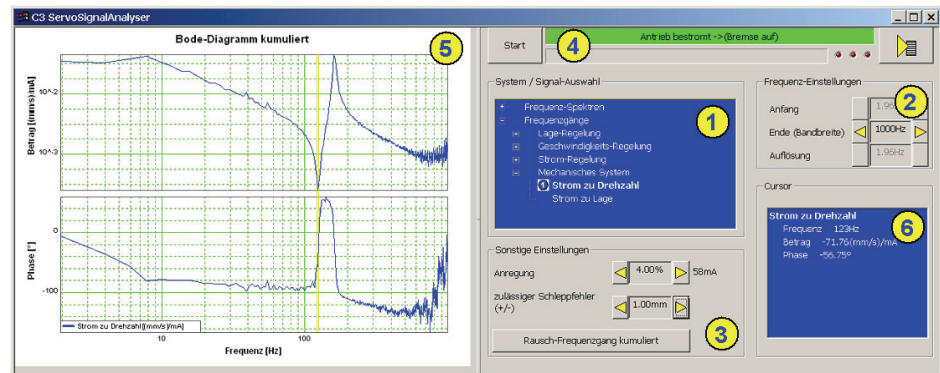 C3 ServoSignalAnalyser
Bode-Diagramm kumuliert
5
Betrag [(mm/s)/mA]
10^-2
10^-3
Phase [°]
0
-100
Strom zu Drehzahl[(mm/s)/mA]
10
100
Frequenz [Hz]
Start
4
Antrieb bestromt ->(Bremse auf)
System / Signal-Auswahl
Frequenz-Spektren
Frequenzgänge
Lage-Regelung
Geschwindigkeits-Regelung
Strom-Regelung
Mechanisches System
1 Strom zu Drehzahl
Strom zu Lage
1
Sonstige Einstellungen
Anregung
4.00%
58mA
zulässiger Schleppfehler
(+/-)
1.00mm
Rausch-Frequenzgang kumuliert
3
Frequenz-Einstellungen
Anfang
2
Ende (Bandbreite)
1000Hz
Auflösung
1.96Hz
Cursor
Strom zu Drehzahl
Frequenz 123Hz
Betrag -71.76(mm/s)/mA
Phase -56.75°
6